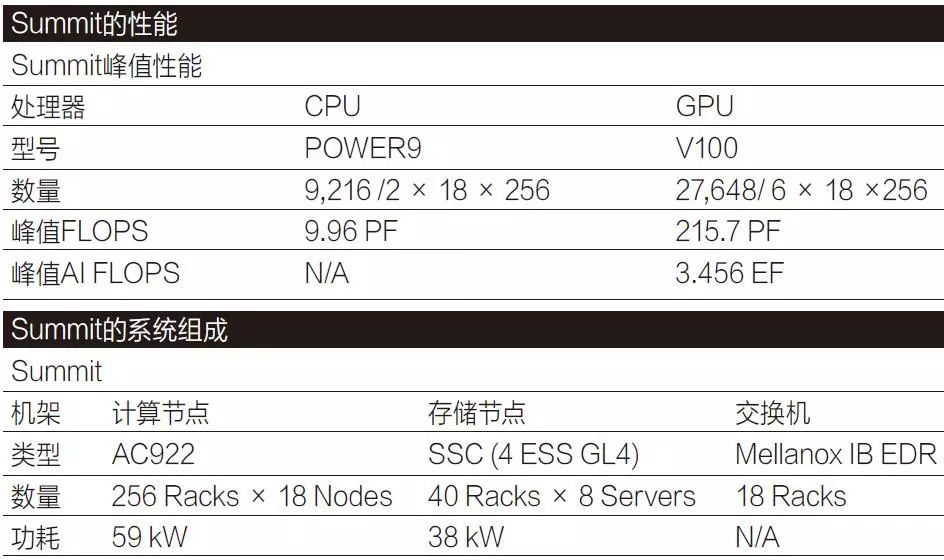 Summit的性能
Summit峰值性能
处理器 CPU GPU
型号 POWER9 V100
数量 9,216 /2 × 18 × 256 27,648/ 6 × 18 ×256
峰值FLOPS 9.96 PF 215.7 PF
峰值AI FLOPS N/A 3.456 EF
Summit的系统组成
Summit
机架 计算节点 存储节点 交换机
类型 AC922 SSC (4 ESS GL4) Mellanox IB EDR
数量 256 Racks × 18 Nodes 40 Racks × 8 Servers 18 Racks
功耗 59 kW 38 kW N/A